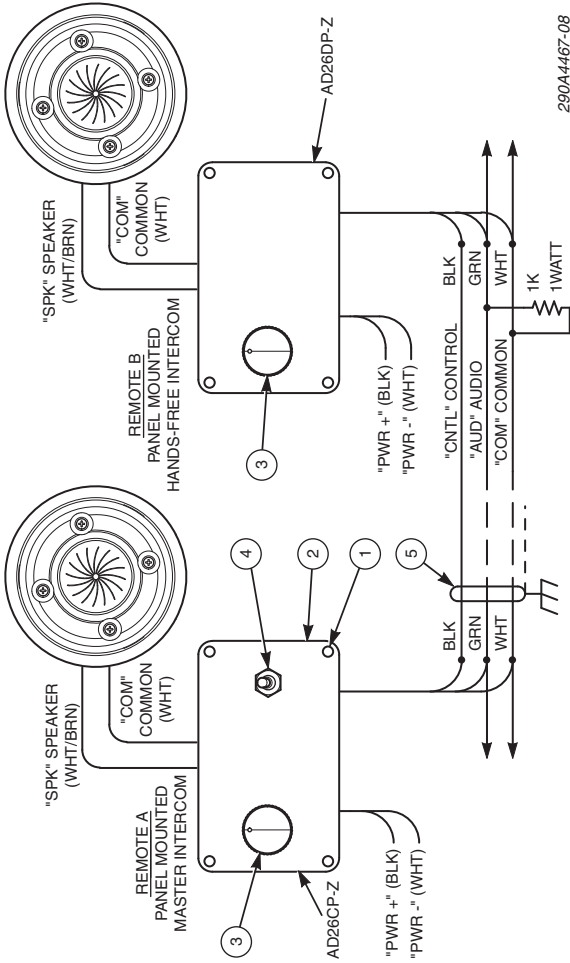 "SPK" SPEAKER
(WHT/BRN)
"COM"
COMMON
(WHT)
REMOTE A
PANEL MOUNTED
MASTER INTERCOM
3
4
2
1
5
AD26CP-Z
"PWR +" (BLK)
"PWR -" (WHT)
BLK
GRN
WHT
"SPK" SPEAKER
(WHT/BRN)
"COM"
COMMON
(WHT)
REMOTE B
PANEL MOUNTED
HANDS-FREE INTERCOM
3
AD26DP-Z
"PWR +" (BLK)
"PWR -" (WHT)
"CNTL" CONTROL
"AUD" AUDIO
"COM" COMMON
BLK
GRN
WHT
1K
1WATT
290A4467-08